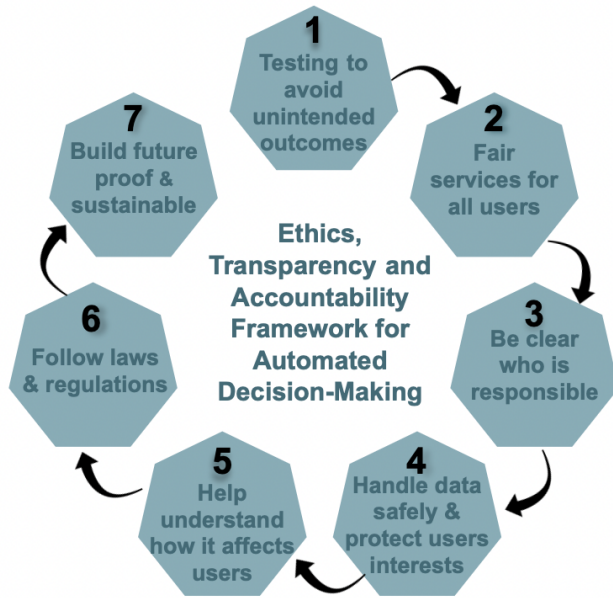 1
Testing to
avoid
unintended
outcomes
2
Fair
services for
all users
3
Be clear
who is
responsible
4
Handle data
safely &
protect users
interests
5
Help
understand
how it affects
users
6
Follow laws
& regulations
7
Build future
proof &
sustainable
Ethics,
Transparency and
Accountability
Framework for
Automated
Decision-Making